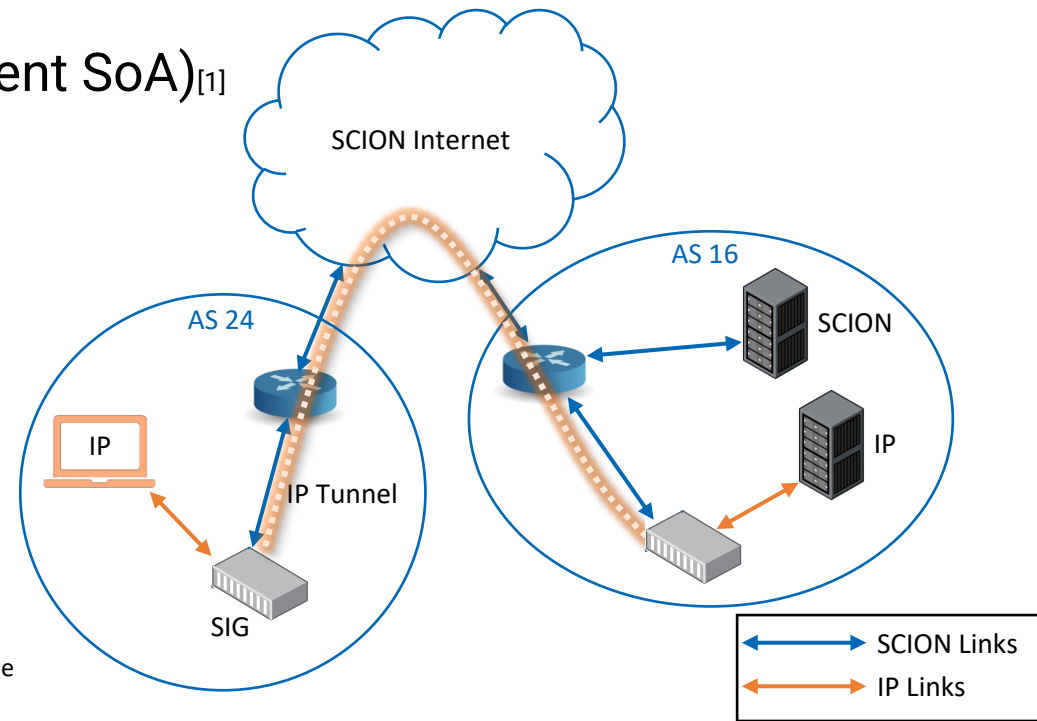 ent SoA)[1]
SCION Internet
AS 16
AS 24
SCION
IP
IP
IP Tunnel
SIG
SCION Links
e
IP Links